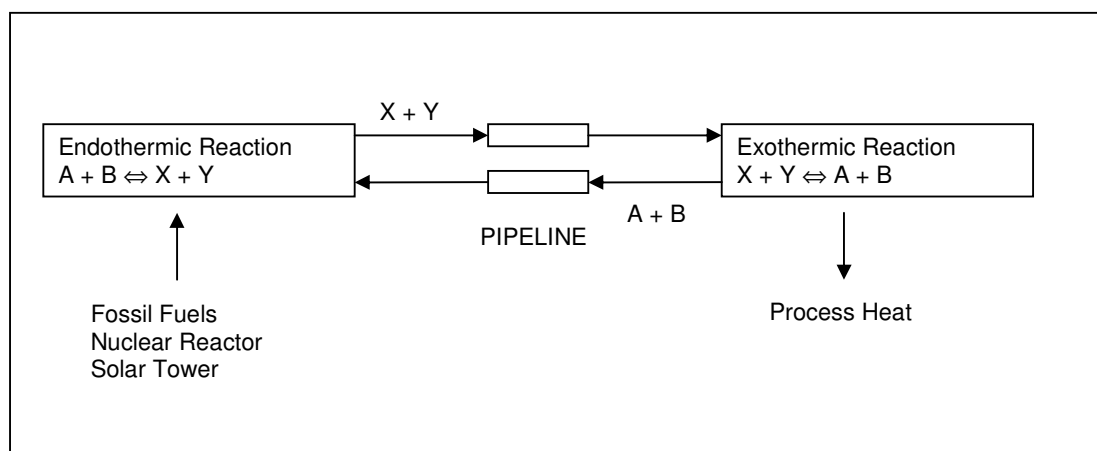 X + Y
Endothermic Reaction
A + B ⇔ X + Y
Exothermic Reaction
X + Y ⇔ A + B
A + B
PIPELINE
Fossil Fuels
Nuclear Reactor
Solar Tower
Process Heat